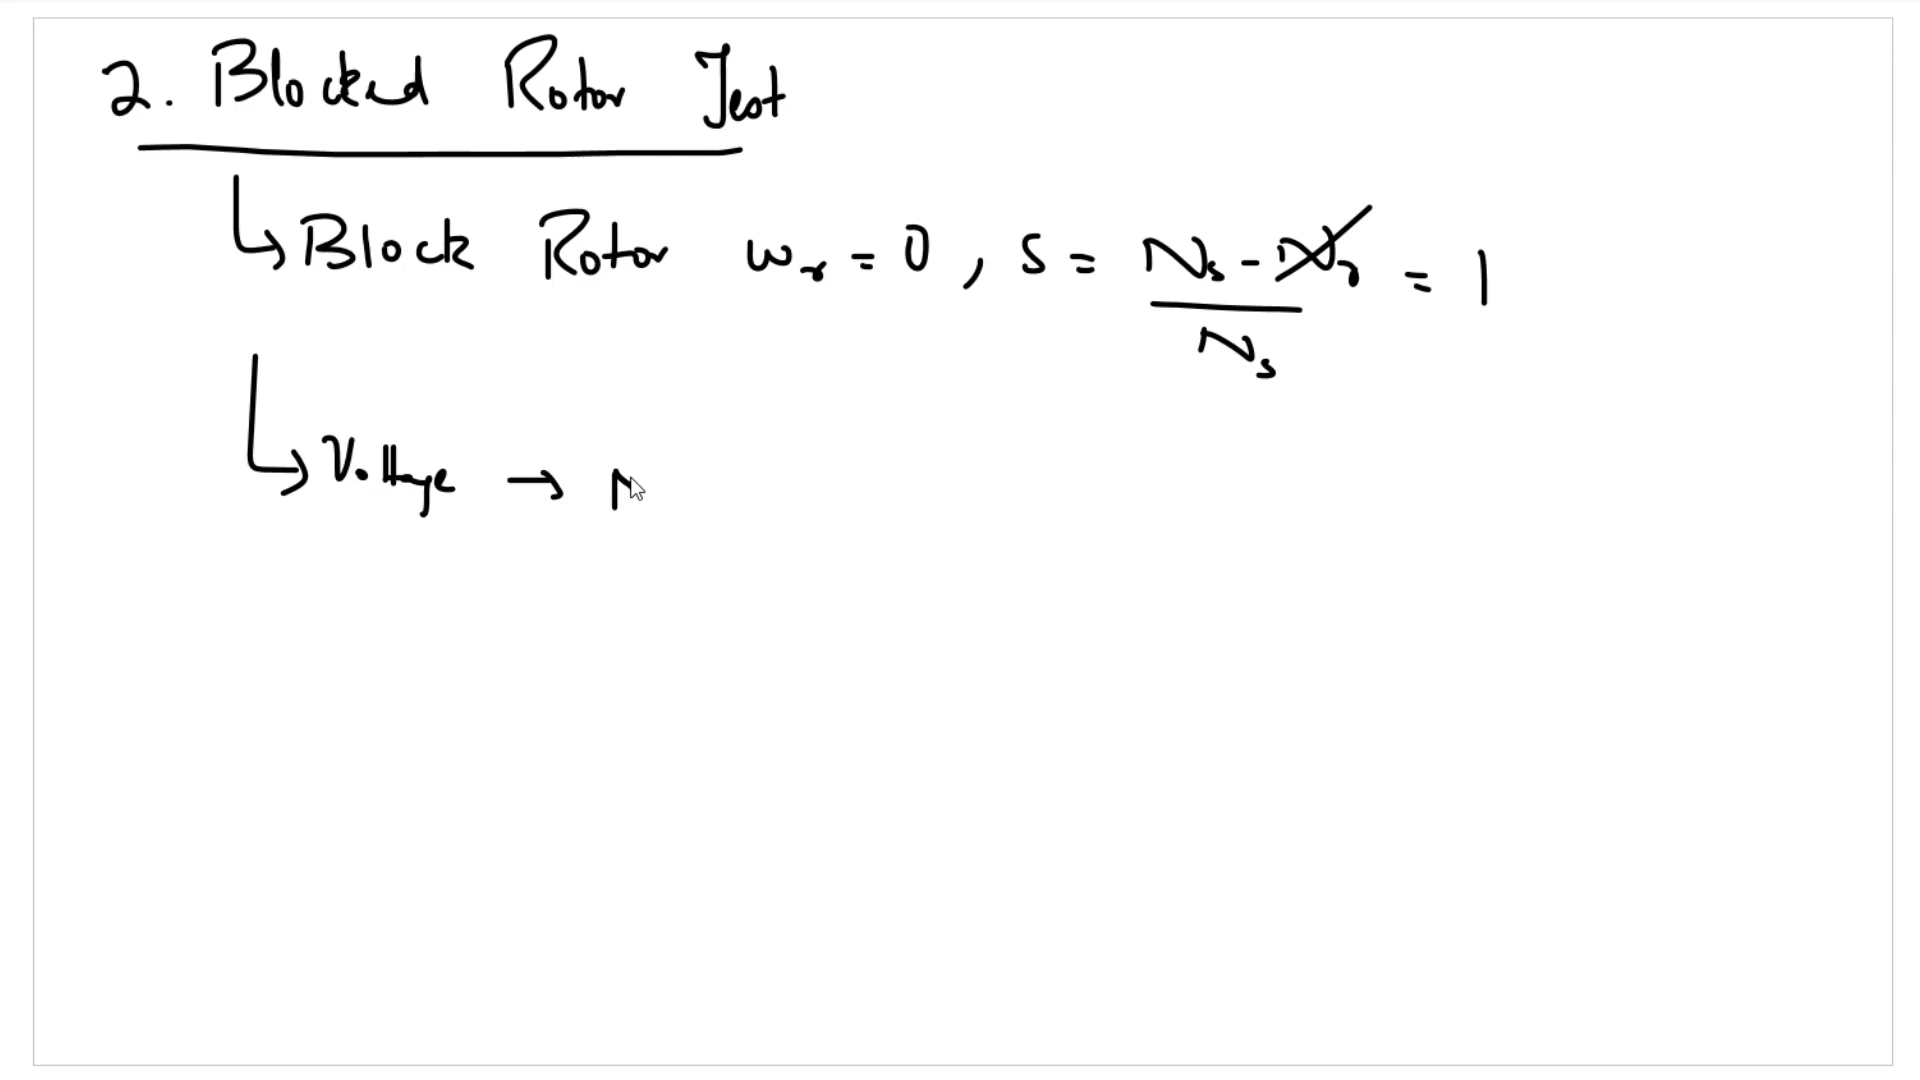 2. Blocked Rotor Test
↳ Block Rotor ωr = 0 , s = (Ns - Nr) / Ns = 1
↳ Voltage →